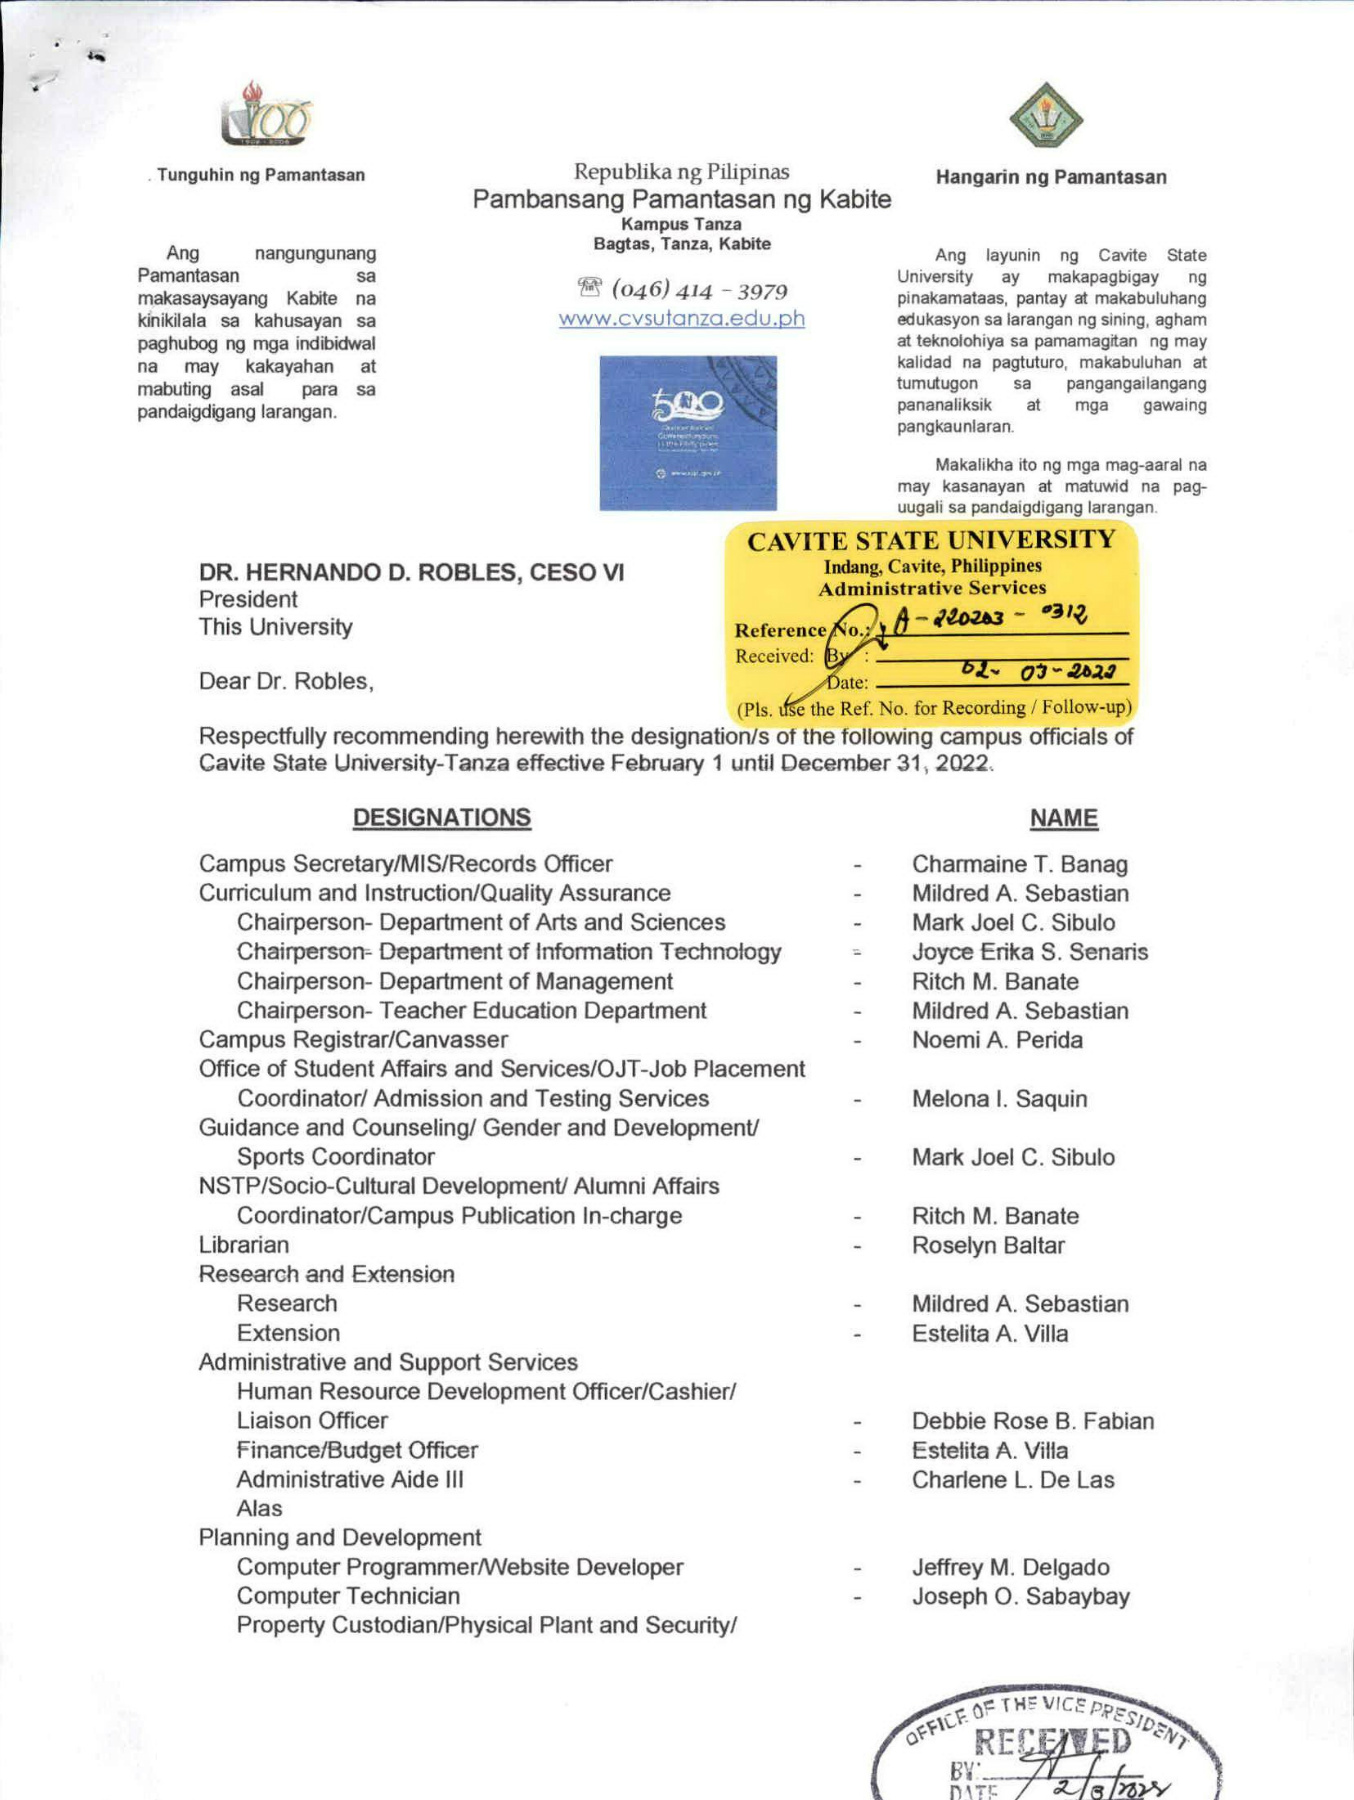 1906 - 2006
Tunguhin ng Pamantasan
Ang nangungunang
Pamantasan sa
makasaysayang Kabite na
kinikilala sa kahusayan sa
paghubog ng mga indibidwal
na may kakayahan at
mabuting asal para sa
pandaigdigang larangan.
Republika ng Pilipinas
Pambansang Pamantasan ng Kabite
Kampus Tanza
Bagtas, Tanza, Kabite
☏ (046) 414 – 3979
www.cvsutanza.edu.ph
500
Hangarin ng Pamantasan
Ang layunin ng Cavite State
University ay makapagbigay ng
pinakamataas, pantay at makabuluhang
edukasyon sa larangan ng sining, agham
at teknolohiya sa pamamagitan ng may
kalidad na pagtuturo, makabuluhan at
tumutugon sa pangangailangang
pananaliksik at mga gawaing
pangkaunlaran.
Makalikha ito ng mga mag-aaral na
may kasanayan at matuwid na pag-
uugali sa pandaigdigang larangan.
CAVITE STATE UNIVERSITY
Indang, Cavite, Philippines
Administrative Services
Reference No.: A-220203 - 0312
Received: By :
Date: 02- 03-2022
(Pls. use the Ref. No. for Recording / Follow-up)
DR. HERNANDO D. ROBLES, CESO VI
President
This University
Dear Dr. Robles,
Respectfully recommending herewith the designation/s of the following campus officials of
Cavite State University-Tanza effective February 1 until December 31, 2022.
DESIGNATIONS NAME
Campus Secretary/MIS/Records Officer - Charmaine T. Banag
Curriculum and Instruction/Quality Assurance - Mildred A. Sebastian
Chairperson- Department of Arts and Sciences - Mark Joel C. Sibulo
Chairperson- Department of Information Technology - Joyce Erika S. Senaris
Chairperson- Department of Management - Ritch M. Banate
Chairperson- Teacher Education Department - Mildred A. Sebastian
Campus Registrar/Canvasser - Noemi A. Perida
Office of Student Affairs and Services/OJT-Job Placement
Coordinator/ Admission and Testing Services - Melona I. Saquin
Guidance and Counseling/ Gender and Development/
Sports Coordinator - Mark Joel C. Sibulo
NSTP/Socio-Cultural Development/ Alumni Affairs
Coordinator/Campus Publication In-charge - Ritch M. Banate
Librarian - Roselyn Baltar
Research and Extension
Research - Mildred A. Sebastian
Extension - Estelita A. Villa
Administrative and Support Services
Human Resource Development Officer/Cashier/
Liaison Officer - Debbie Rose B. Fabian
Finance/Budget Officer - Estelita A. Villa
Administrative Aide III - Charlene L. De Las
Alas
Planning and Development
Computer Programmer/Website Developer - Jeffrey M. Delgado
Computer Technician - Joseph O. Sabaybay
Property Custodian/Physical Plant and Security/
OFFICE OF THE VICE PRESIDENT
RECEIVED
BY:
DATE 2/3/2022